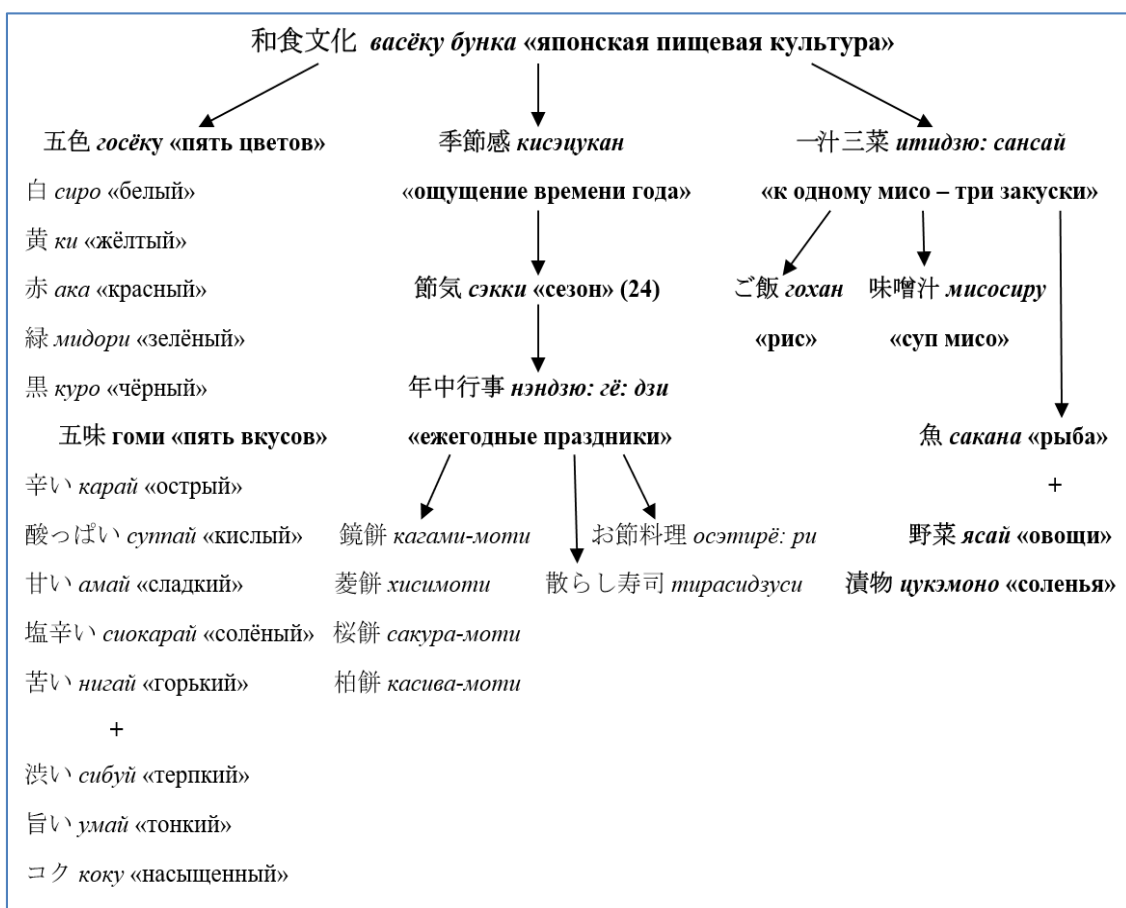 和食文化 васёку бунка «японская пищевая культура»
五色 госёку «пять цветов»
白 сиро «белый»
黄 ки «жёлтый»
赤 ака «красный»
緑 мидори «зелёный»
黒 куро «чёрный»
五味 гоми «пять вкусов»
辛い карай «острый»
酸っぱい суппай «кислый»
甘い амай «сладкий»
塩辛い сиокарай «солёный»
苦い нигай «горький»
+
渋い сибуй «терпкий»
旨い умай «тонкий»
コク коку «насыщенный»
季節感 кисэцукан
«ощущение времени года»
節気 сэкки «сезон» (24)
年中行事 нэндзю: гё: дзи
«ежегодные праздники»
鏡餅 кагами-моти
菱餅 хисимоти
桜餅 сакура-моти
柏餅 касива-моти
お節料理 осэтирё: ри
散らし寿司 тирасидзуси
一汁三菜 итидзю: сансай
«к одному мисо – три закуски»
ご飯 гохан
«рис»
味噌汁 мисосиру
«суп мисо»
魚 сакана «рыба»
+
野菜 ясай «овощи»
漬物 цукэмоно «соленья»